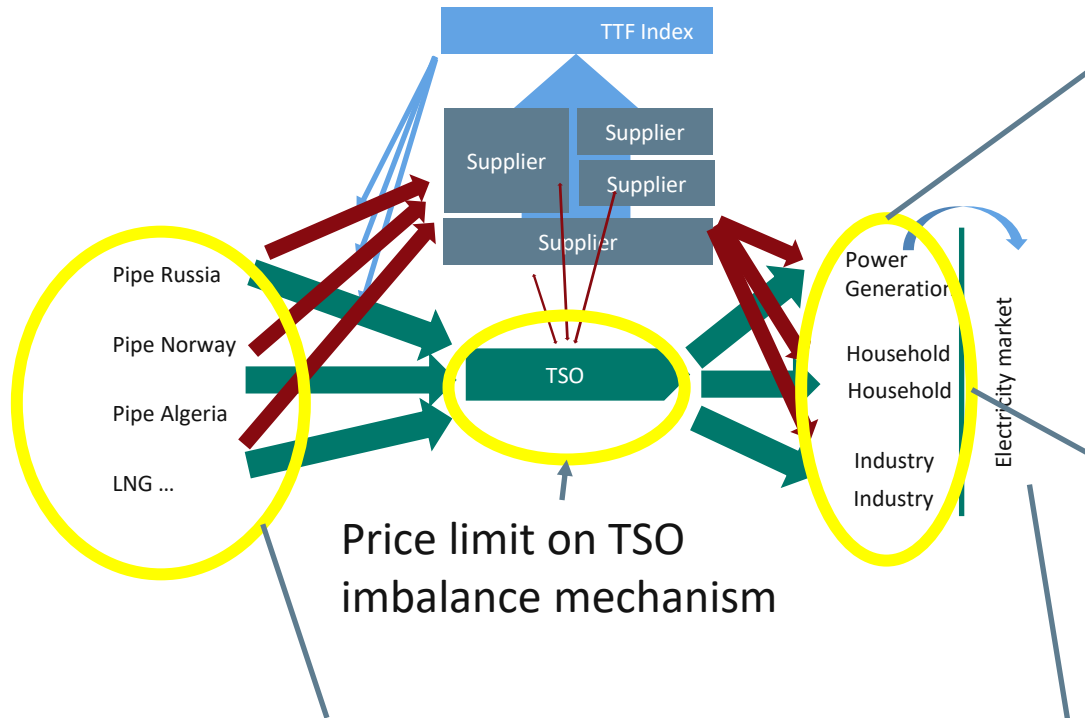 TTF Index
Supplier
Supplier
Supplier
Supplier
Pipe Russia
Pipe Norway
Pipe Algeria
LNG ...
TSO
Power
Generation
Household
Household
Industry
Industry
Electricity market
Price limit on TSO
imbalance mechanism